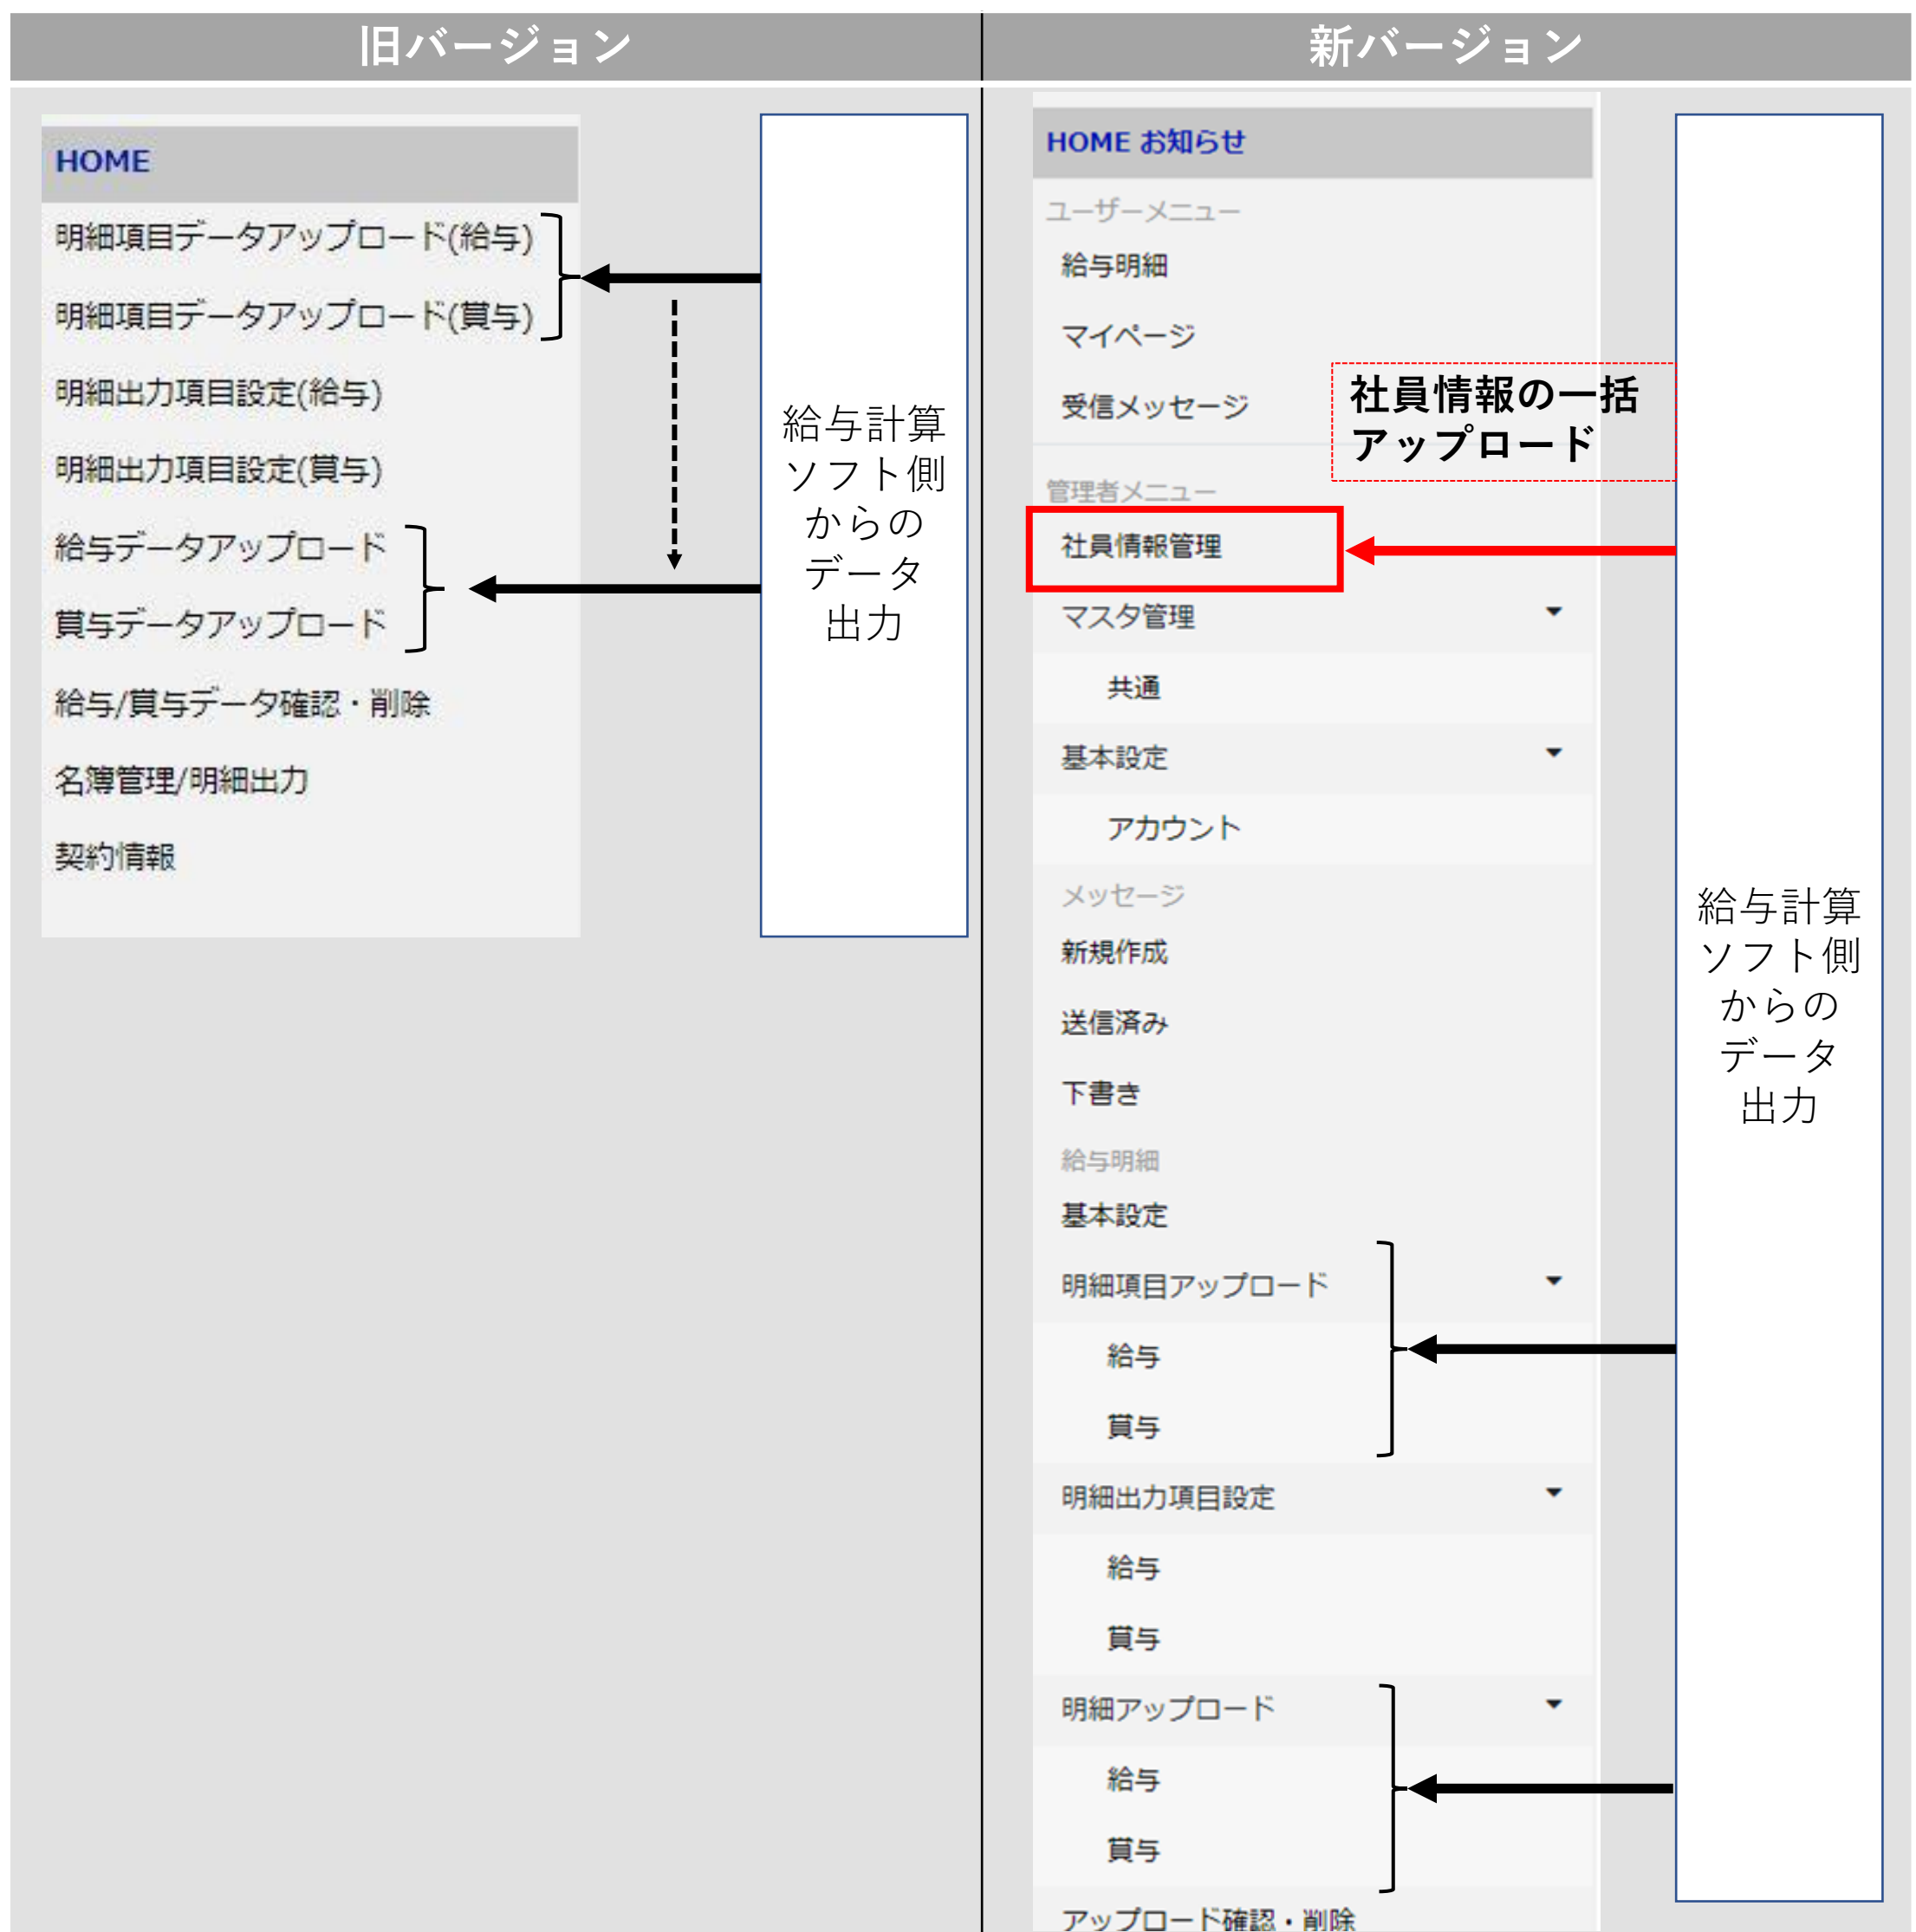 旧バージョン
HOME
明細項目データアップロード(給与)
明細項目データアップロード(賞与)
明細出力項目設定(給与)
明細出力項目設定(賞与)
給与データアップロード
賞与データアップロード
給与/賞与データ確認・削除
名簿管理/明細出力
契約情報
給与計算
ソフト側
からの
データ
出力
新バージョン
HOME お知らせ
ユーザーメニュー
給与明細
マイページ
受信メッセージ
社員情報の一括
アップロード
管理者メニュー
社員情報管理
マスタ管理
共通
基本設定
アカウント
メッセージ
新規作成
送信済み
下書き
給与明細
基本設定
明細項目アップロード
給与
賞与
明細出力項目設定
給与
賞与
明細アップロード
給与
賞与
アップロード確認・削除
給与計算
ソフト側
からの
データ
出力